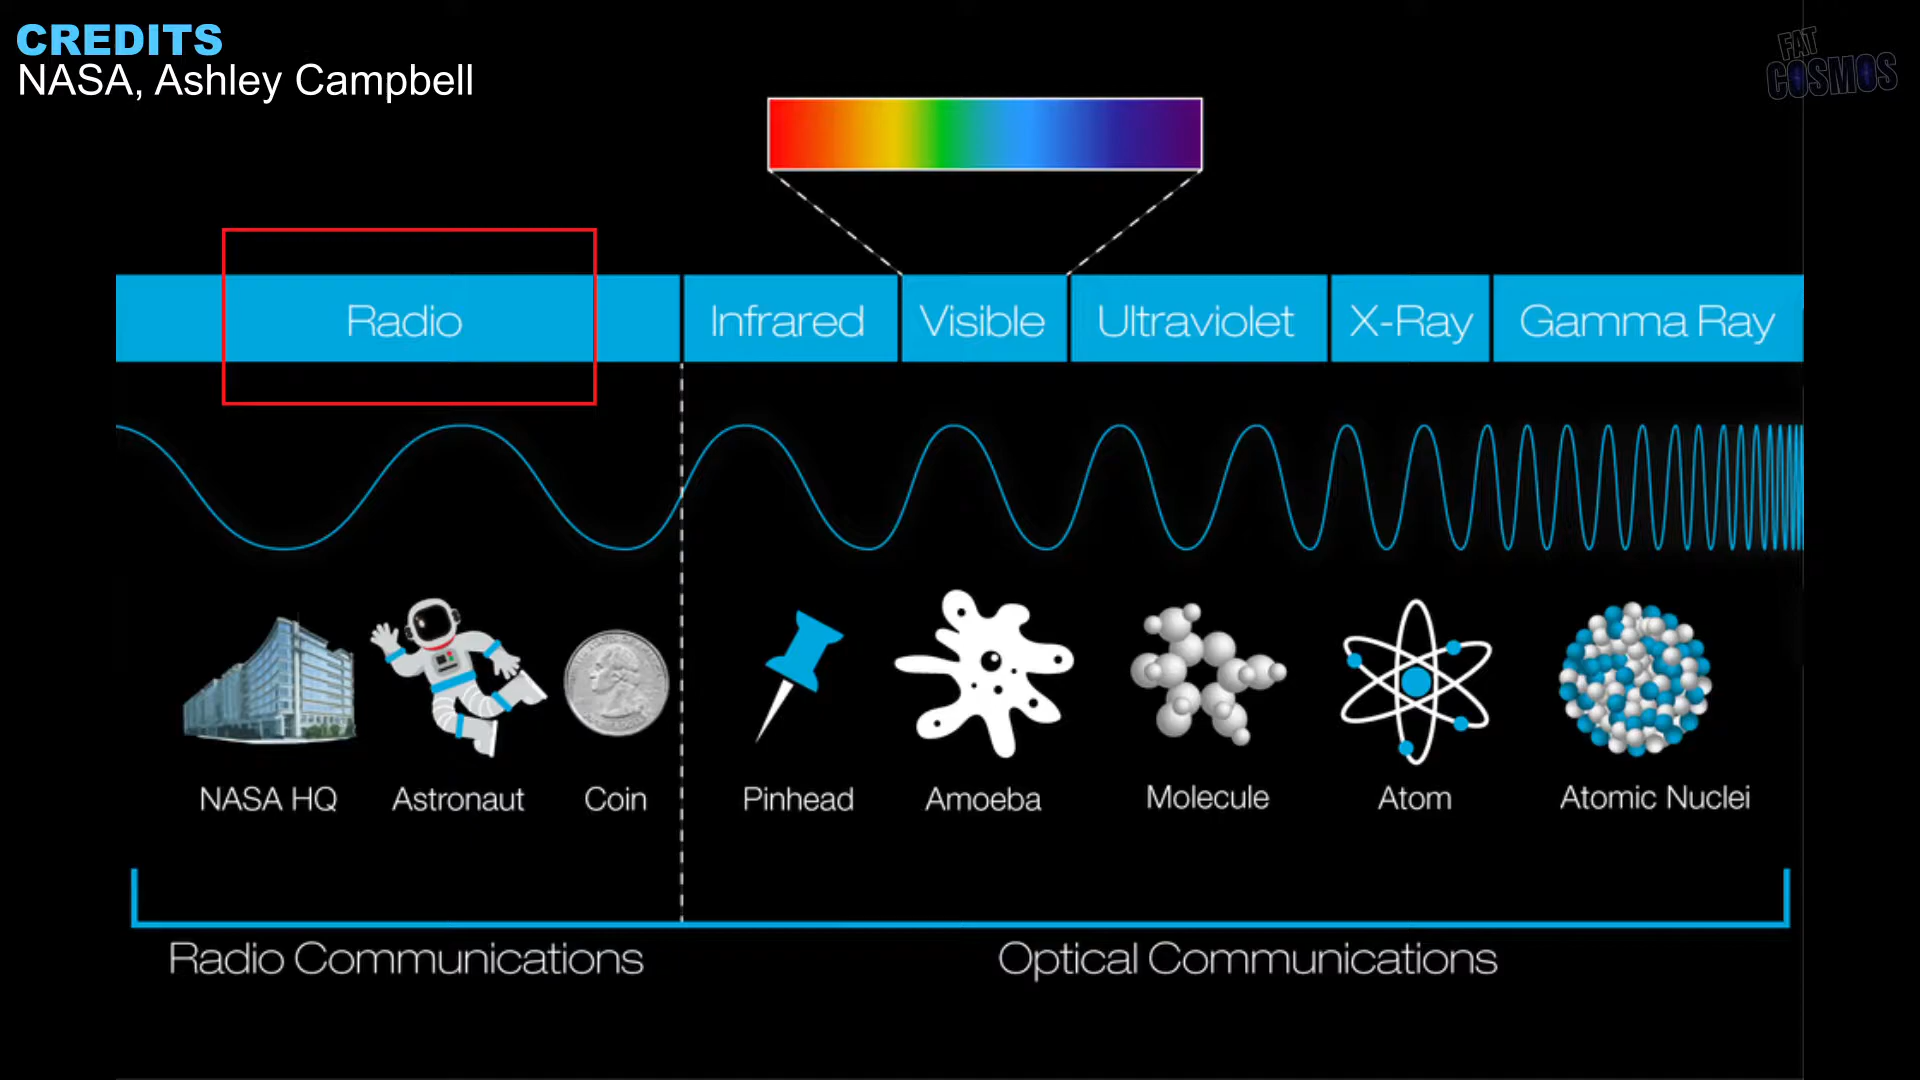 CREDITS
NASA, Ashley Campbell
FAT
COSMOS
Radio
Infrared
Visible
Ultraviolet
X-Ray
Gamma Ray
NASA HQ
Astronaut
Coin
Pinhead
Amoeba
Molecule
Atom
Atomic Nuclei
Radio Communications
Optical Communications